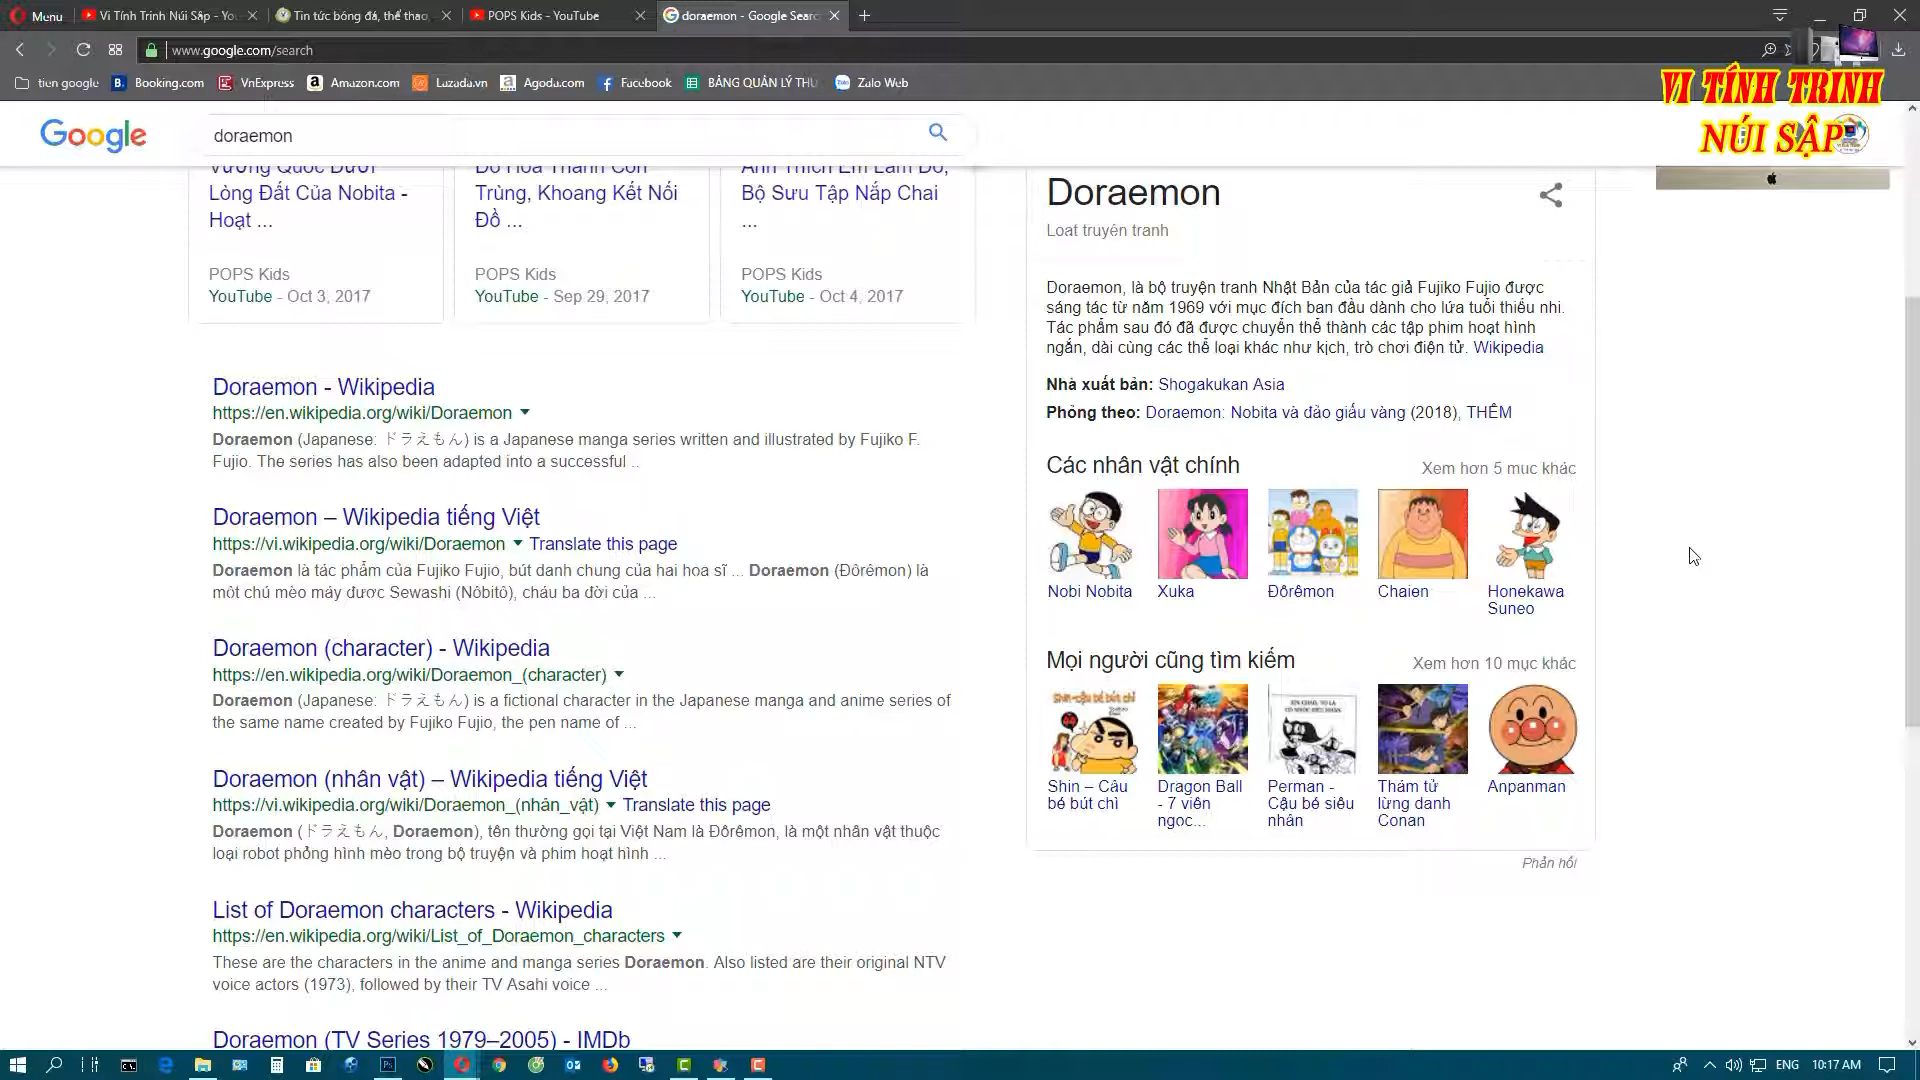 Menu
Vi Tính Trinh Núi Sập - You
Tin tức bóng đá, thể thao,
POPS Kids - YouTube
doraemon - Google Search
www.google.com/search
tien google
Booking.com
VnExpress
Amazon.com
Lazada.vn
Agoda.com
Facebook
BẢNG QUẢN LÝ THU
Zalo Web
VI TÍNH TRINH
NÚI SẬP
Google
doraemon
Vương Quốc Dưới
Lòng Đất Của Nobita -
Hoạt ...
POPS Kids
YouTube - Oct 3, 2017
Đồ Hóa Thành Côn
Trùng, Khoang Kết Nối
Đồ ...
POPS Kids
YouTube - Sep 29, 2017
Anh Thích Em Làm Đó,
Bộ Sưu Tập Nắp Chai
...
POPS Kids
YouTube - Oct 4, 2017
Doraemon - Wikipedia
https://en.wikipedia.org/wiki/Doraemon
Doraemon (Japanese: ドラえもん) is a Japanese manga series written and illustrated by Fujiko F.
Fujio. The series has also been adapted into a successful ..
Doraemon – Wikipedia tiếng Việt
https://vi.wikipedia.org/wiki/Doraemon Translate this page
Doraemon là tác phẩm của Fujiko Fujio, bút danh chung của hai họa sĩ ... Doraemon (Đôrêmon) là
một chú mèo máy được Sewashi (Nôbitô), cháu ba đời của ...
Doraemon (character) - Wikipedia
https://en.wikipedia.org/wiki/Doraemon_(character)
Doraemon (Japanese: ドラえもん) is a fictional character in the Japanese manga and anime series of
the same name created by Fujiko Fujio, the pen name of ...
Doraemon (nhân vật) – Wikipedia tiếng Việt
https://vi.wikipedia.org/wiki/Doraemon_(nhân_vật) Translate this page
Doraemon (ドラえもん, Doraemon), tên thường gọi tại Việt Nam là Đôrêmon, là một nhân vật thuộc
loại robot phỏng hình mèo trong bộ truyện và phim hoạt hình ...
List of Doraemon characters - Wikipedia
https://en.wikipedia.org/wiki/List_of_Doraemon_characters
These are the characters in the anime and manga series Doraemon. Also listed are their original NTV
voice actors (1973), followed by their TV Asahi voice ...
Doraemon (TV Series 1979–2005) - IMDb
Doraemon
Loạt truyện tranh
Doraemon, là bộ truyện tranh Nhật Bản của tác giả Fujiko Fujio được
sáng tác từ năm 1969 với mục đích ban đầu dành cho lứa tuổi thiếu nhi.
Tác phẩm sau đó đã được chuyển thể thành các tập phim hoạt hình
ngắn, dài cùng các thể loại khác như kịch, trò chơi điện tử. Wikipedia
Nhà xuất bản: Shogakukan Asia
Phỏng theo: Doraemon: Nobita và đảo giấu vàng (2018), THÊM
Các nhân vật chính
Xem hơn 5 mục khác
Nobi Nobita
Xuka
Đôrêmon
Chaien
Honekawa
Suneo
Mọi người cũng tìm kiếm
Xem hơn 10 mục khác
Shin – Cậu
bé bút chì
Dragon Ball
- 7 viên
ngọc...
Perman -
Cậu bé siêu
nhân
Thám tử
lừng danh
Conan
Anpanman
Phản hồi
ENG
10:17 AM